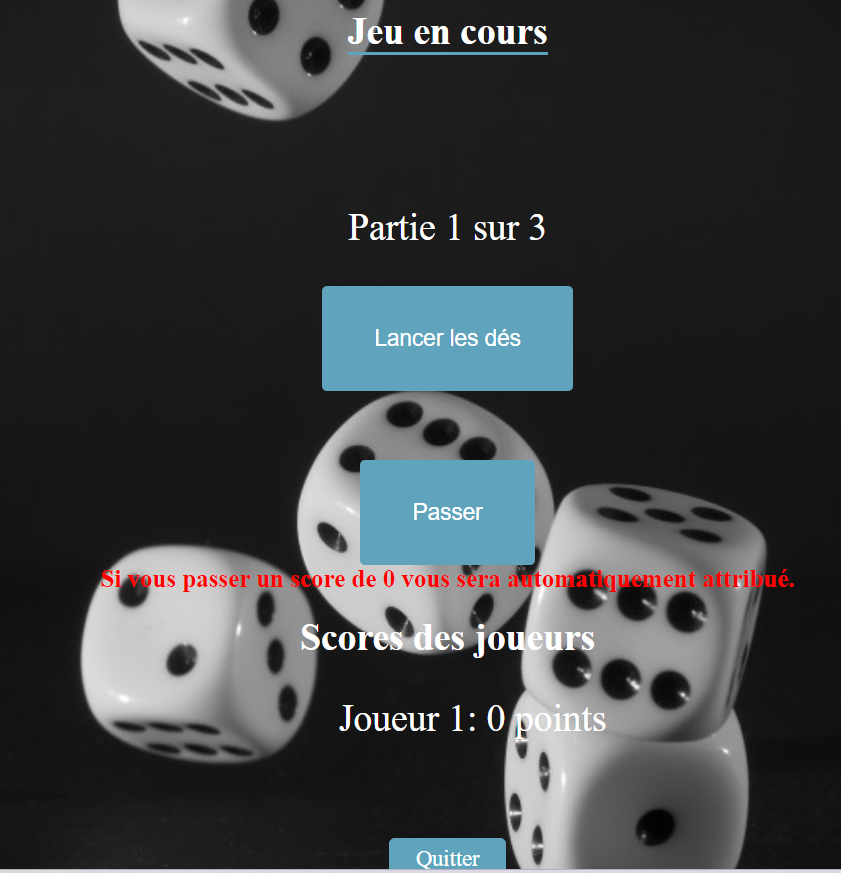 Jeu en cours
Partie 1 sur 3
Lancer les dés
Passer
Si vous passer un score de 0 vous sera automatiquement attribué.
Scores des joueurs
Joueur 1: 0 points
Quitter